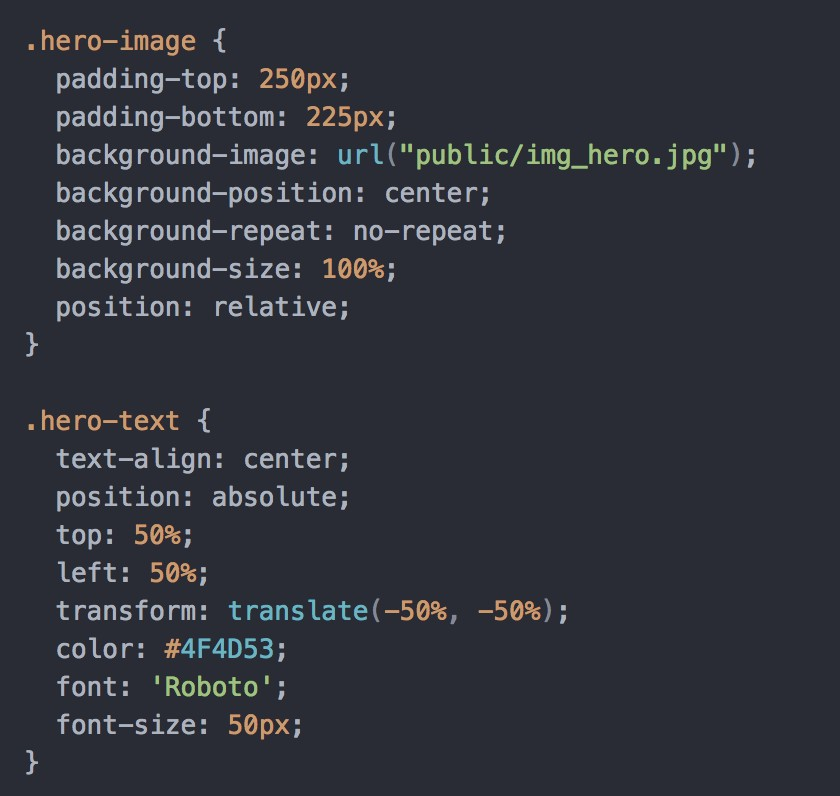 .hero-image {
  padding-top: 250px;
  padding-bottom: 225px;
  background-image: url("public/img_hero.jpg");
  background-position: center;
  background-repeat: no-repeat;
  background-size: 100%;
  position: relative;
}

.hero-text {
  text-align: center;
  position: absolute;
  top: 50%;
  left: 50%;
  transform: translate(-50%, -50%);
  color: #4F4D53;
  font: 'Roboto';
  font-size: 50px;
}